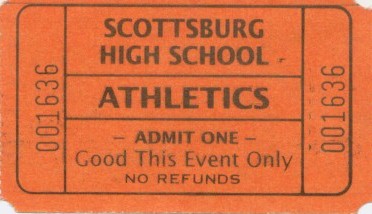 SCOTTSBURG
HIGH SCHOOL
ATHLETICS
– ADMIT ONE –
Good This Event Only
NO REFUNDS
001636
001636